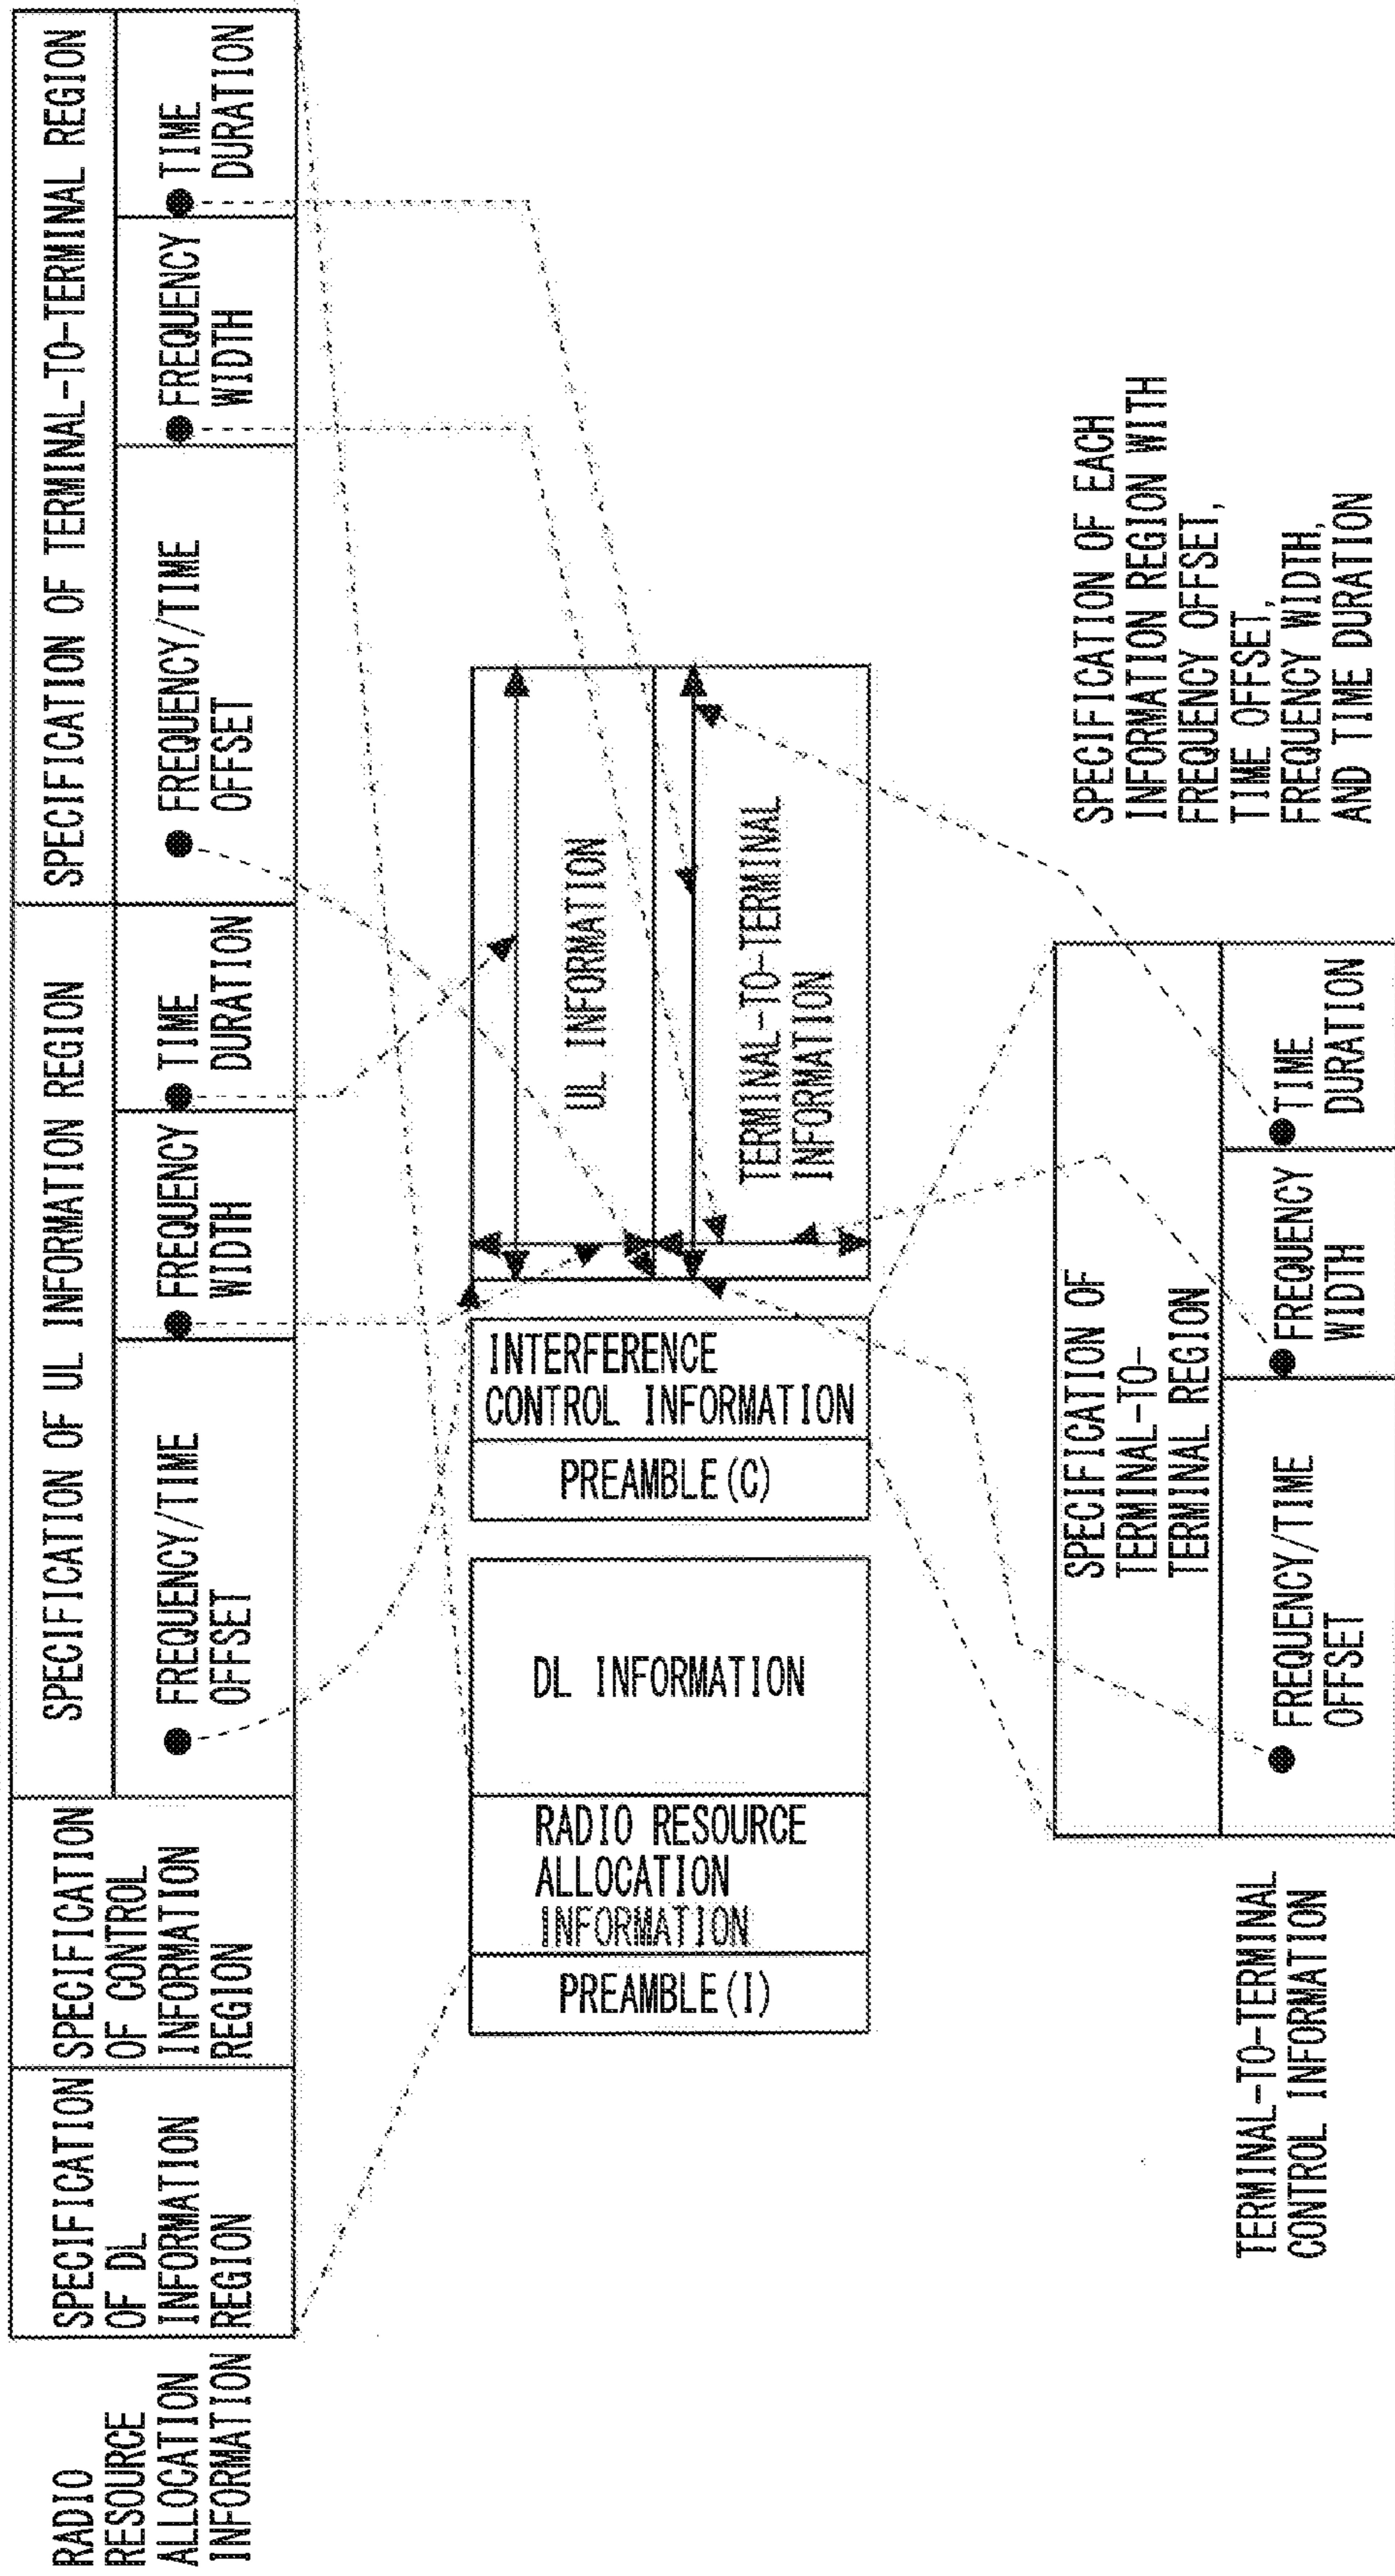 RADIO
RESOURCE
ALLOCATION
INFORMATION
SPECIFICATION
OF DL
INFORMATION
REGION
SPECIFICATION
OF CONTROL
INFORMATION
REGION
SPECIFICATION OF UL INFORMATION REGION
FREQUENCY/TIME
OFFSET
FREQUENCY
WIDTH
TIME
DURATION
SPECIFICATION OF TERMINAL-TO-TERMINAL REGION
FREQUENCY/TIME
OFFSET
FREQUENCY
WIDTH
TIME
DURATION
PREAMBLE(I)
RADIO RESOURCE
ALLOCATION
INFORMATION
DL INFORMATION
PREAMBLE(C)
INTERFERENCE
CONTROL INFORMATION
UL INFORMATION
TERMINAL-TO-TERMINAL
INFORMATION
TERMINAL-TO-TERMINAL
CONTROL INFORMATION
SPECIFICATION OF
TERMINAL-TO-
TERMINAL REGION
FREQUENCY/TIME
OFFSET
FREQUENCY
WIDTH
TIME
DURATION
SPECIFICATION OF EACH
INFORMATION REGION WITH
FREQUENCY OFFSET,
TIME OFFSET,
FREQUENCY WIDTH,
AND TIME DURATION